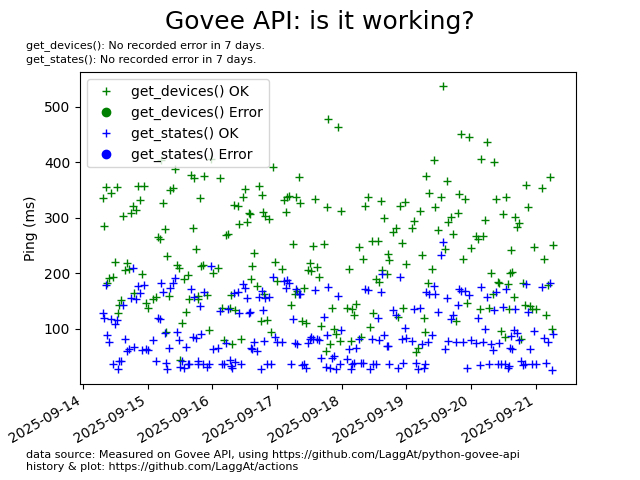 Govee API: is it working?
get_devices(): No recorded error in 7 days.
get_states(): No recorded error in 7 days.
get_devices() OK
get_devices() Error
get_states() OK
get_states() Error
Ping (ms)
500
400
300
200
100
2025-09-14
2025-09-15
2025-09-16
2025-09-17
2025-09-18
2025-09-19
2025-09-20
2025-09-21
data source: Measured on Govee API, using https://github.com/LaggAt/python-govee-api
history & plot: https://github.com/LaggAt/actions